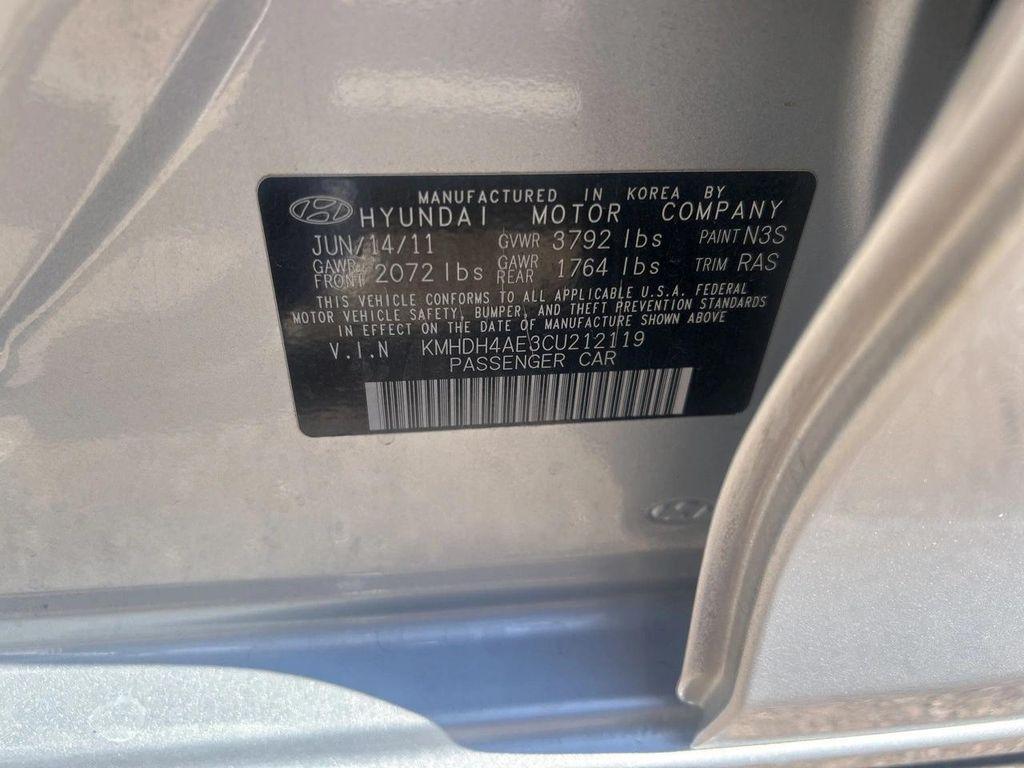 MANUFACTURED IN KOREA BY
HYUNDAI MOTOR COMPANY
JUN/14/11 GVWR 3792 lbs PAINT N3S
GAWR FRONT 2072 lbs GAWR REAR 1764 lbs TRIM RAS
THIS VEHICLE CONFORMS TO ALL APPLICABLE U.S.A. FEDERAL
MOTOR VEHICLE SAFETY, BUMPER, AND THEFT PREVENTION STANDARDS
IN EFFECT ON THE DATE OF MANUFACTURE SHOWN ABOVE
V.I.N KMHDH4AE3CU212119
PASSENGER CAR